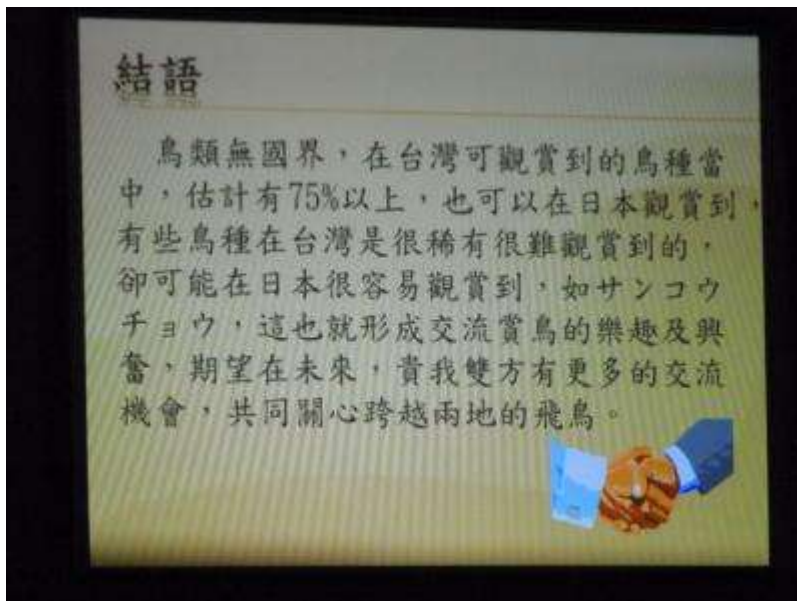 結語
鳥類無國界，在台灣可觀賞到的鳥種當
中，估計有75%以上，也可以在日本觀賞到，
有些鳥種在台灣是很稀有很難觀賞到的，
卻可能在日本很容易觀賞到，如サンコウ
チョウ，這也就形成交流賞鳥的樂趣及興
奮，期望在未來，貴我雙方有更多的交流
機會，共同關心跨越兩地的飛鳥。